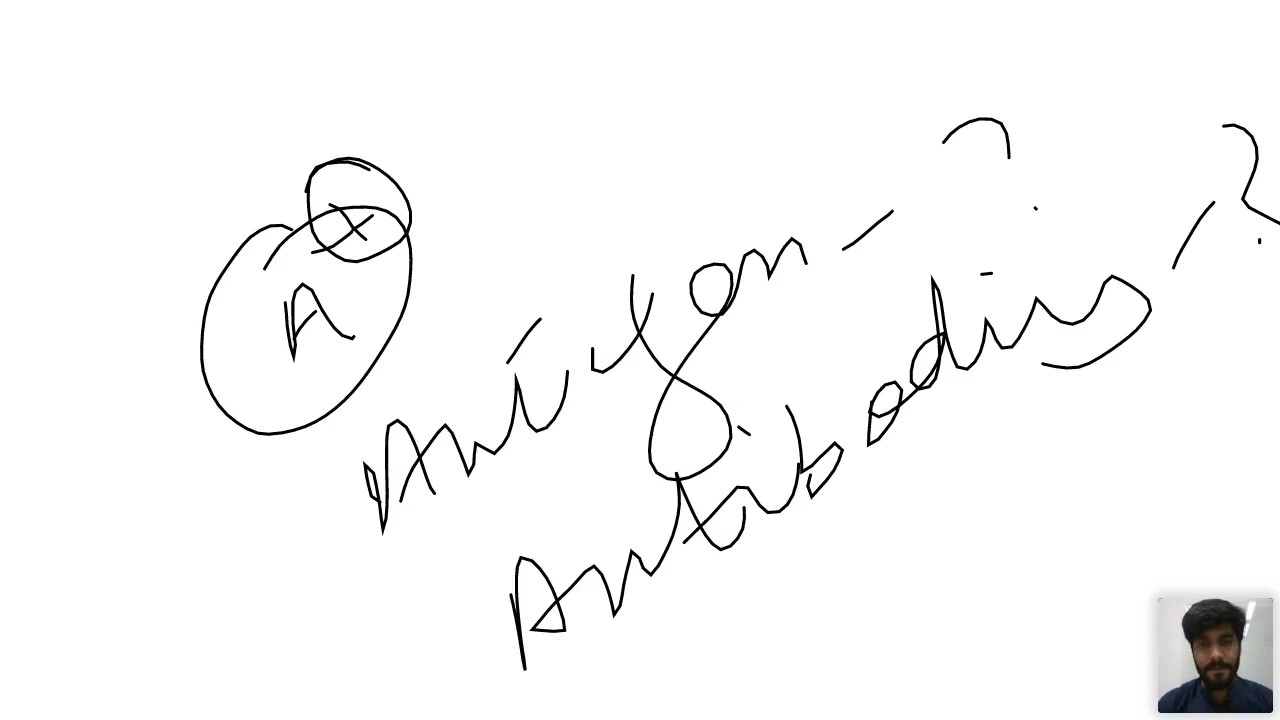 A +
Antigen - ?
Antibodies - ?